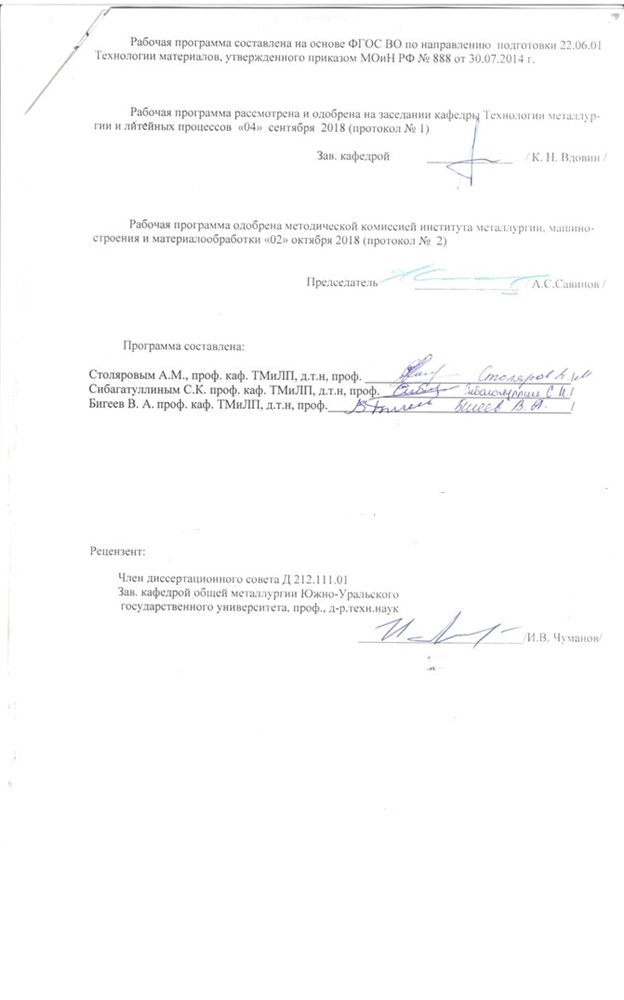 Рабочая программа составлена на основе ФГОС ВО по направлению подготовки 22.06.01
Технологии материалов, утвержденного приказом МОиН РФ № 888 от 30.07.2014 г.
Рабочая программа рассмотрена и одобрена на заседании кафедры Технологии металлур-
гии и литейных процессов «04» сентября 2018 (протокол № 1)
Зав. кафедрой / К. Н. Вдовин /
Рабочая программа одобрена методической комиссией института металлургии, машино-
строения и материалообработки «02» октября 2018 (протокол № 2)
Председатель / А.С.Савинов /
Программа составлена:
Столяровым А.М., проф. каф. ТМиЛП, д.т.н, проф. Столяров А.М
Сибагатуллиным С.К. проф. каф. ТМиЛП, д.т.н, проф. Сибагатуллин С.К./
Бигеев В. А. проф. каф. ТМиЛП, д.т.н, проф. Бигеев В. А. /
Рецензент:
Член диссертационного совета Д 212.111.01
Зав. кафедрой общей металлургии Южно-Уральского
государственного университета, проф., д-р.техн.наук
/И.В. Чуманов/